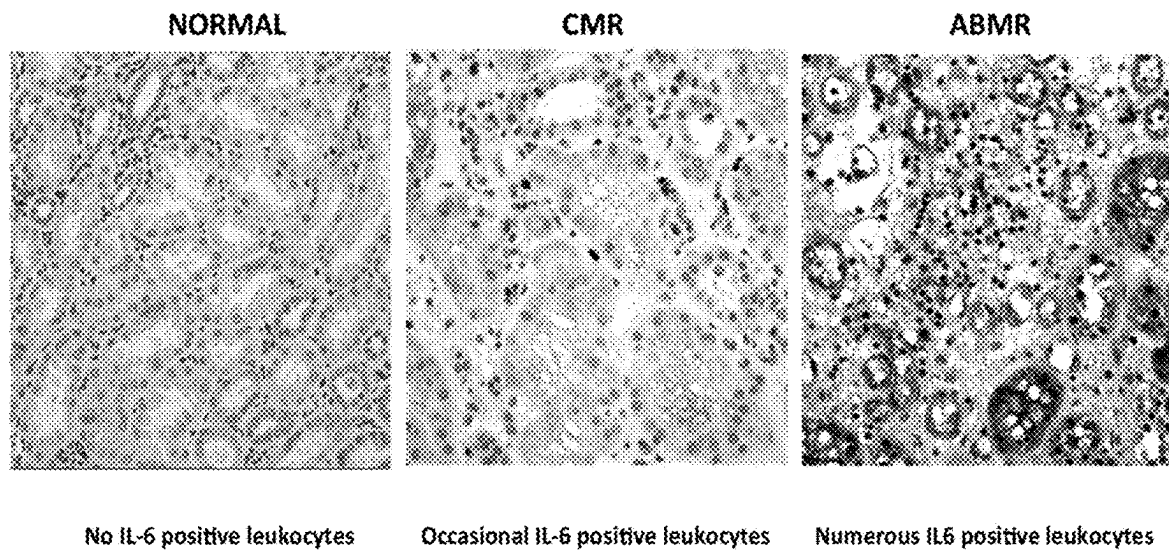 NORMAL CMR ABMR
No IL-6 positive leukocytes Occasional IL-6 positive leukocytes Numerous IL6 positive leukocytes